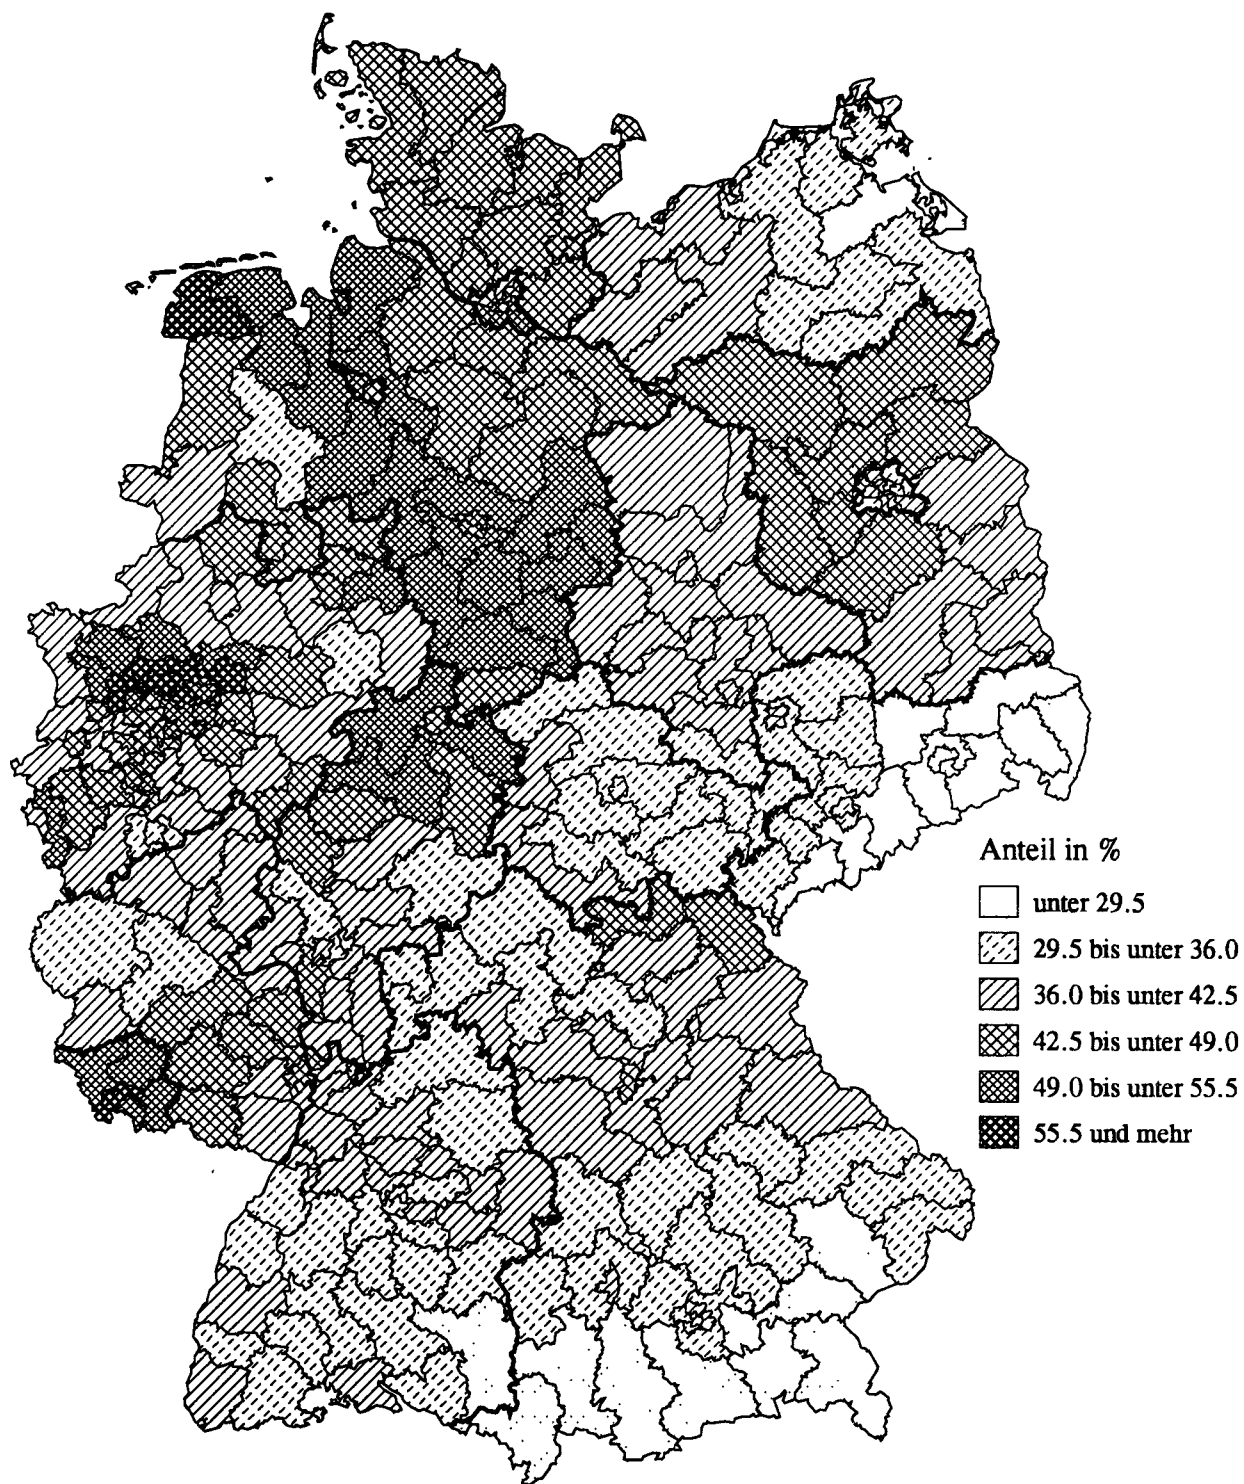 Anteil in %
unter 29.5
29.5 bis unter 36.0
36.0 bis unter 42.5
42.5 bis unter 49.0
49.0 bis unter 55.5
55.5 und mehr